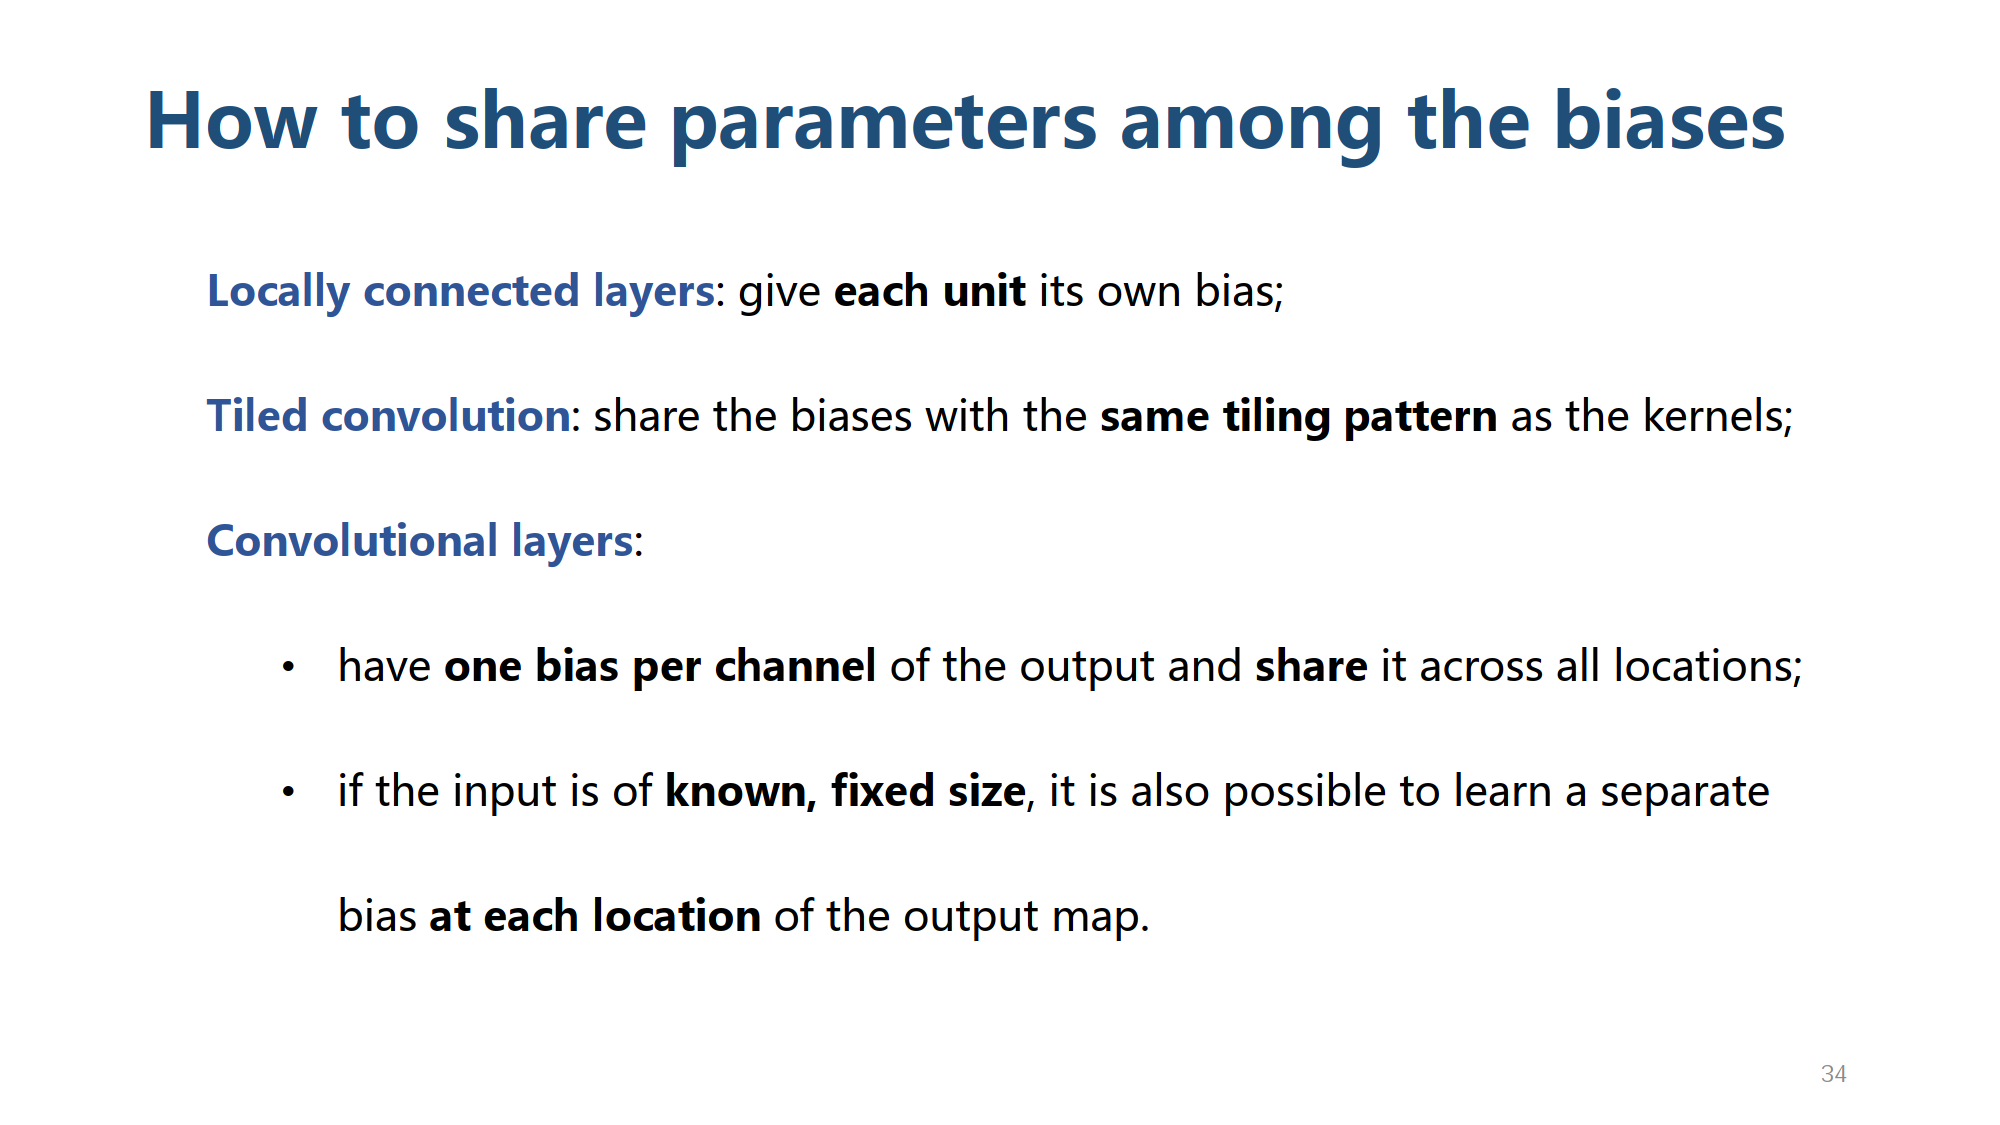 How to share parameters among the biases
Locally connected layers: give each unit its own bias;
Tiled convolution: share the biases with the same tiling pattern as the kernels;
Convolutional layers:
• have one bias per channel of the output and share it across all locations;
• if the input is of known, fixed size, it is also possible to learn a separate
bias at each location of the output map.
34